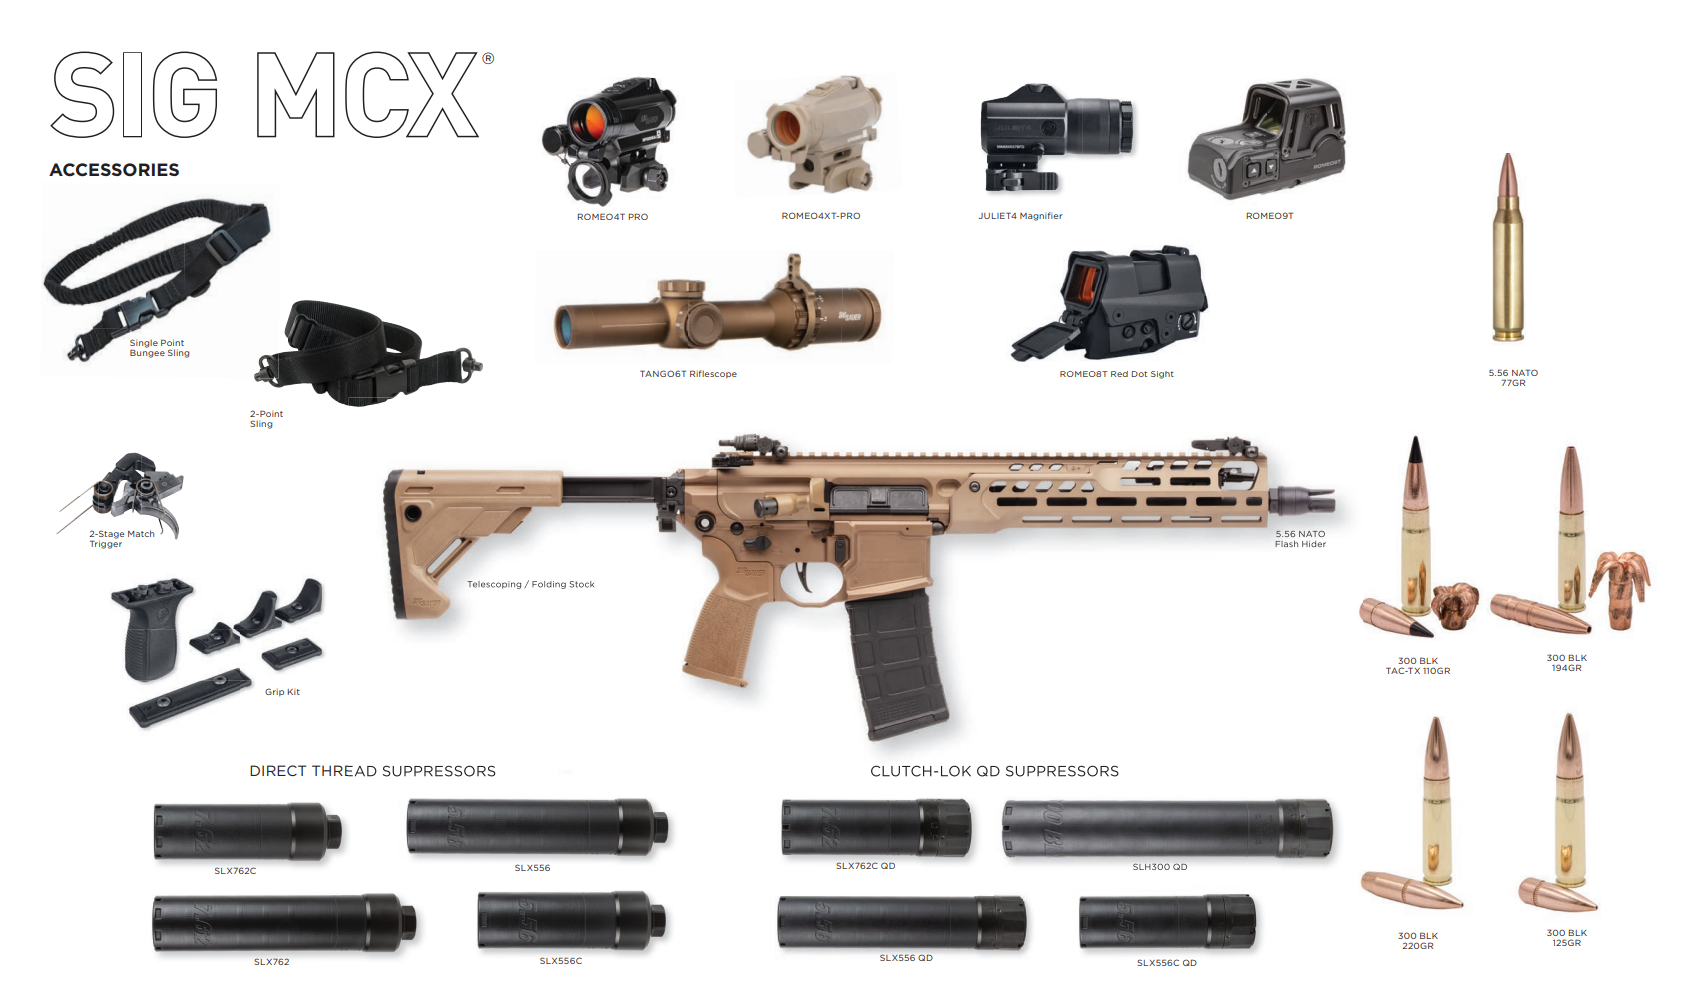 SIG MCX®
ACCESSORIES
ROMEO4T PRO
ROMEO4XT-PRO
JULIET4 Magnifier
ROMEO9T
Single Point
Bungee Sling
2-Point
Sling
TANGO6T Riflescope
ROMEO8T Red Dot Sight
5.56 NATO
77GR
2-Stage Match
Trigger
Telescoping / Folding Stock
5.56 NATO
Flash Hider
Grip Kit
300 BLK
TAC-TX 110GR
300 BLK
194GR
DIRECT THREAD SUPPRESSORS
CLUTCH-LOK QD SUPPRESSORS
SLX762C
SLX556
SLX762C QD
SLH300 QD
SLX762
SLX556C
SLX556 QD
SLX556C QD
300 BLK
220GR
300 BLK
125GR